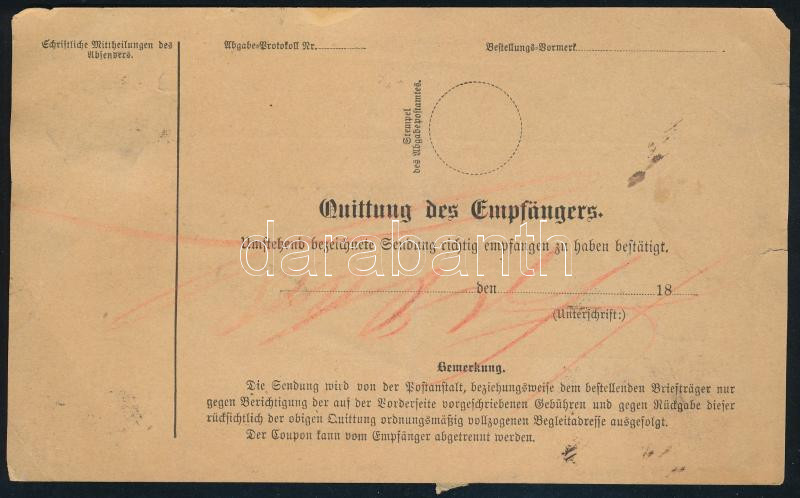 Schriftliche Mittheilungen des
Absenders.
Abgabe=Protokoll Nr.
Bestellungs=Vormerk
Stempel
des Abgabepostamtes.
Quittung des Empfängers.
Umstehend bezeichnete Sendung richtig empfangen zu haben bestätigt.
darabanth
den 18
(Unterschrift:)
Bemerkung.
Die Sendung wird von der Postanstalt, beziehungsweise dem bestellenden Briefträger nur
gegen Berichtigung der auf der Vorderseite vorgeschriebenen Gebühren und gegen Rückgabe dieser
rücksichtlich der obigen Quittung ordnungsmäßig vollzogenen Begleitadresse ausgefolgt.
Der Coupon kann vom Empfänger abgetrennt werden.